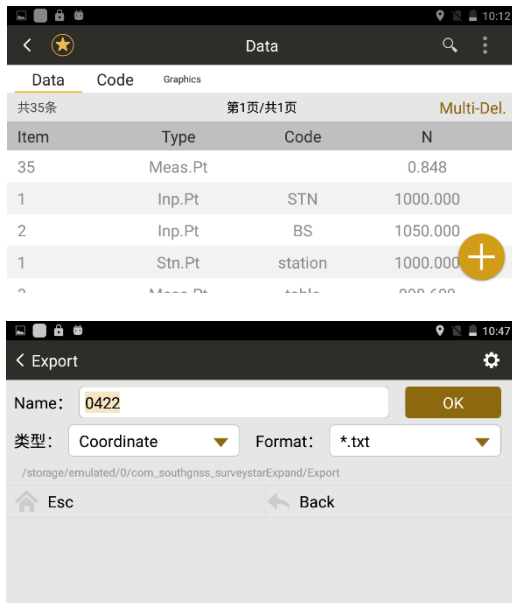 10:12
Data
Data Code Graphics
共35条 第1页/共1页 Multi-Del.
Item Type Code N
35 Meas.Pt 0.848
1 Inp.Pt STN 1000.000
2 Inp.Pt BS 1050.000
1 Stn.Pt station 1000.000
10:47
Export
Name: 0422 OK
类型: Coordinate Format: *.txt
/storage/emulated/0/com_southgnss_surveystarExpand/Export
Esc Back